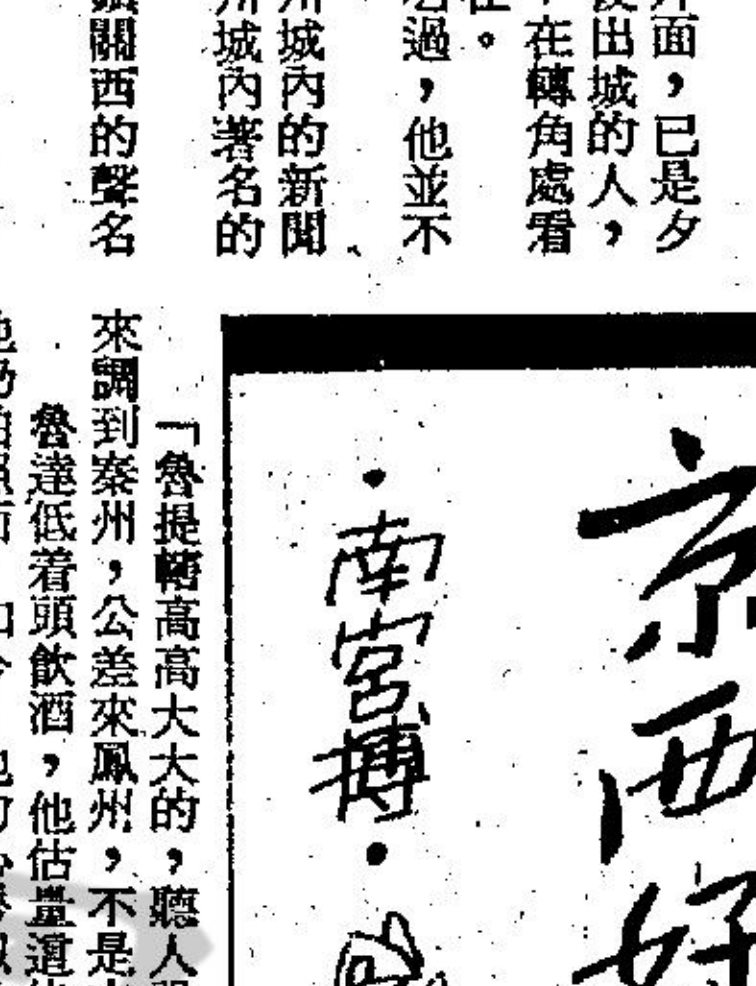 面，已是夕
出城的人，
在轉角處看
。
過，他並不
城內的新聞
州城內著名的
關西的聲名
京西好
·南宮搏·
「魯提轄高高大大的，聽人
來調到秦州，公差來鳳州，不是
魯達低着頭飲酒，他估量這